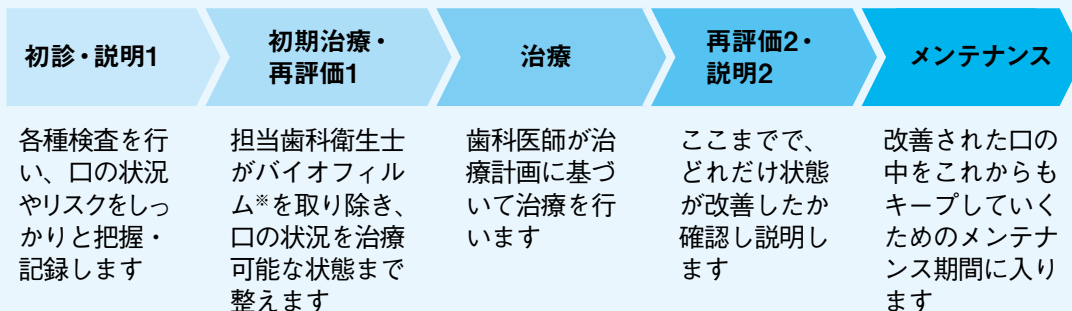 初診・説明1
初期治療・
再評価1
治療
再評価2・
説明2
メンテナンス
各種検査を行
い、口の状況
やリスクをしっ
かりと把握・
記録します
担当歯科衛生士
がバイオフィル
ム※を取り除き、
口の状況を治療
可能な状態まで
整えます
歯科医師が治
療計画に基づ
いて治療を行
います
ここまでで、
どれだけ状態
が改善したか
確認し説明し
ます
改善された口の
中をこれからも
キープしていく
ためのメンテナ
ンス期間に入り
ます